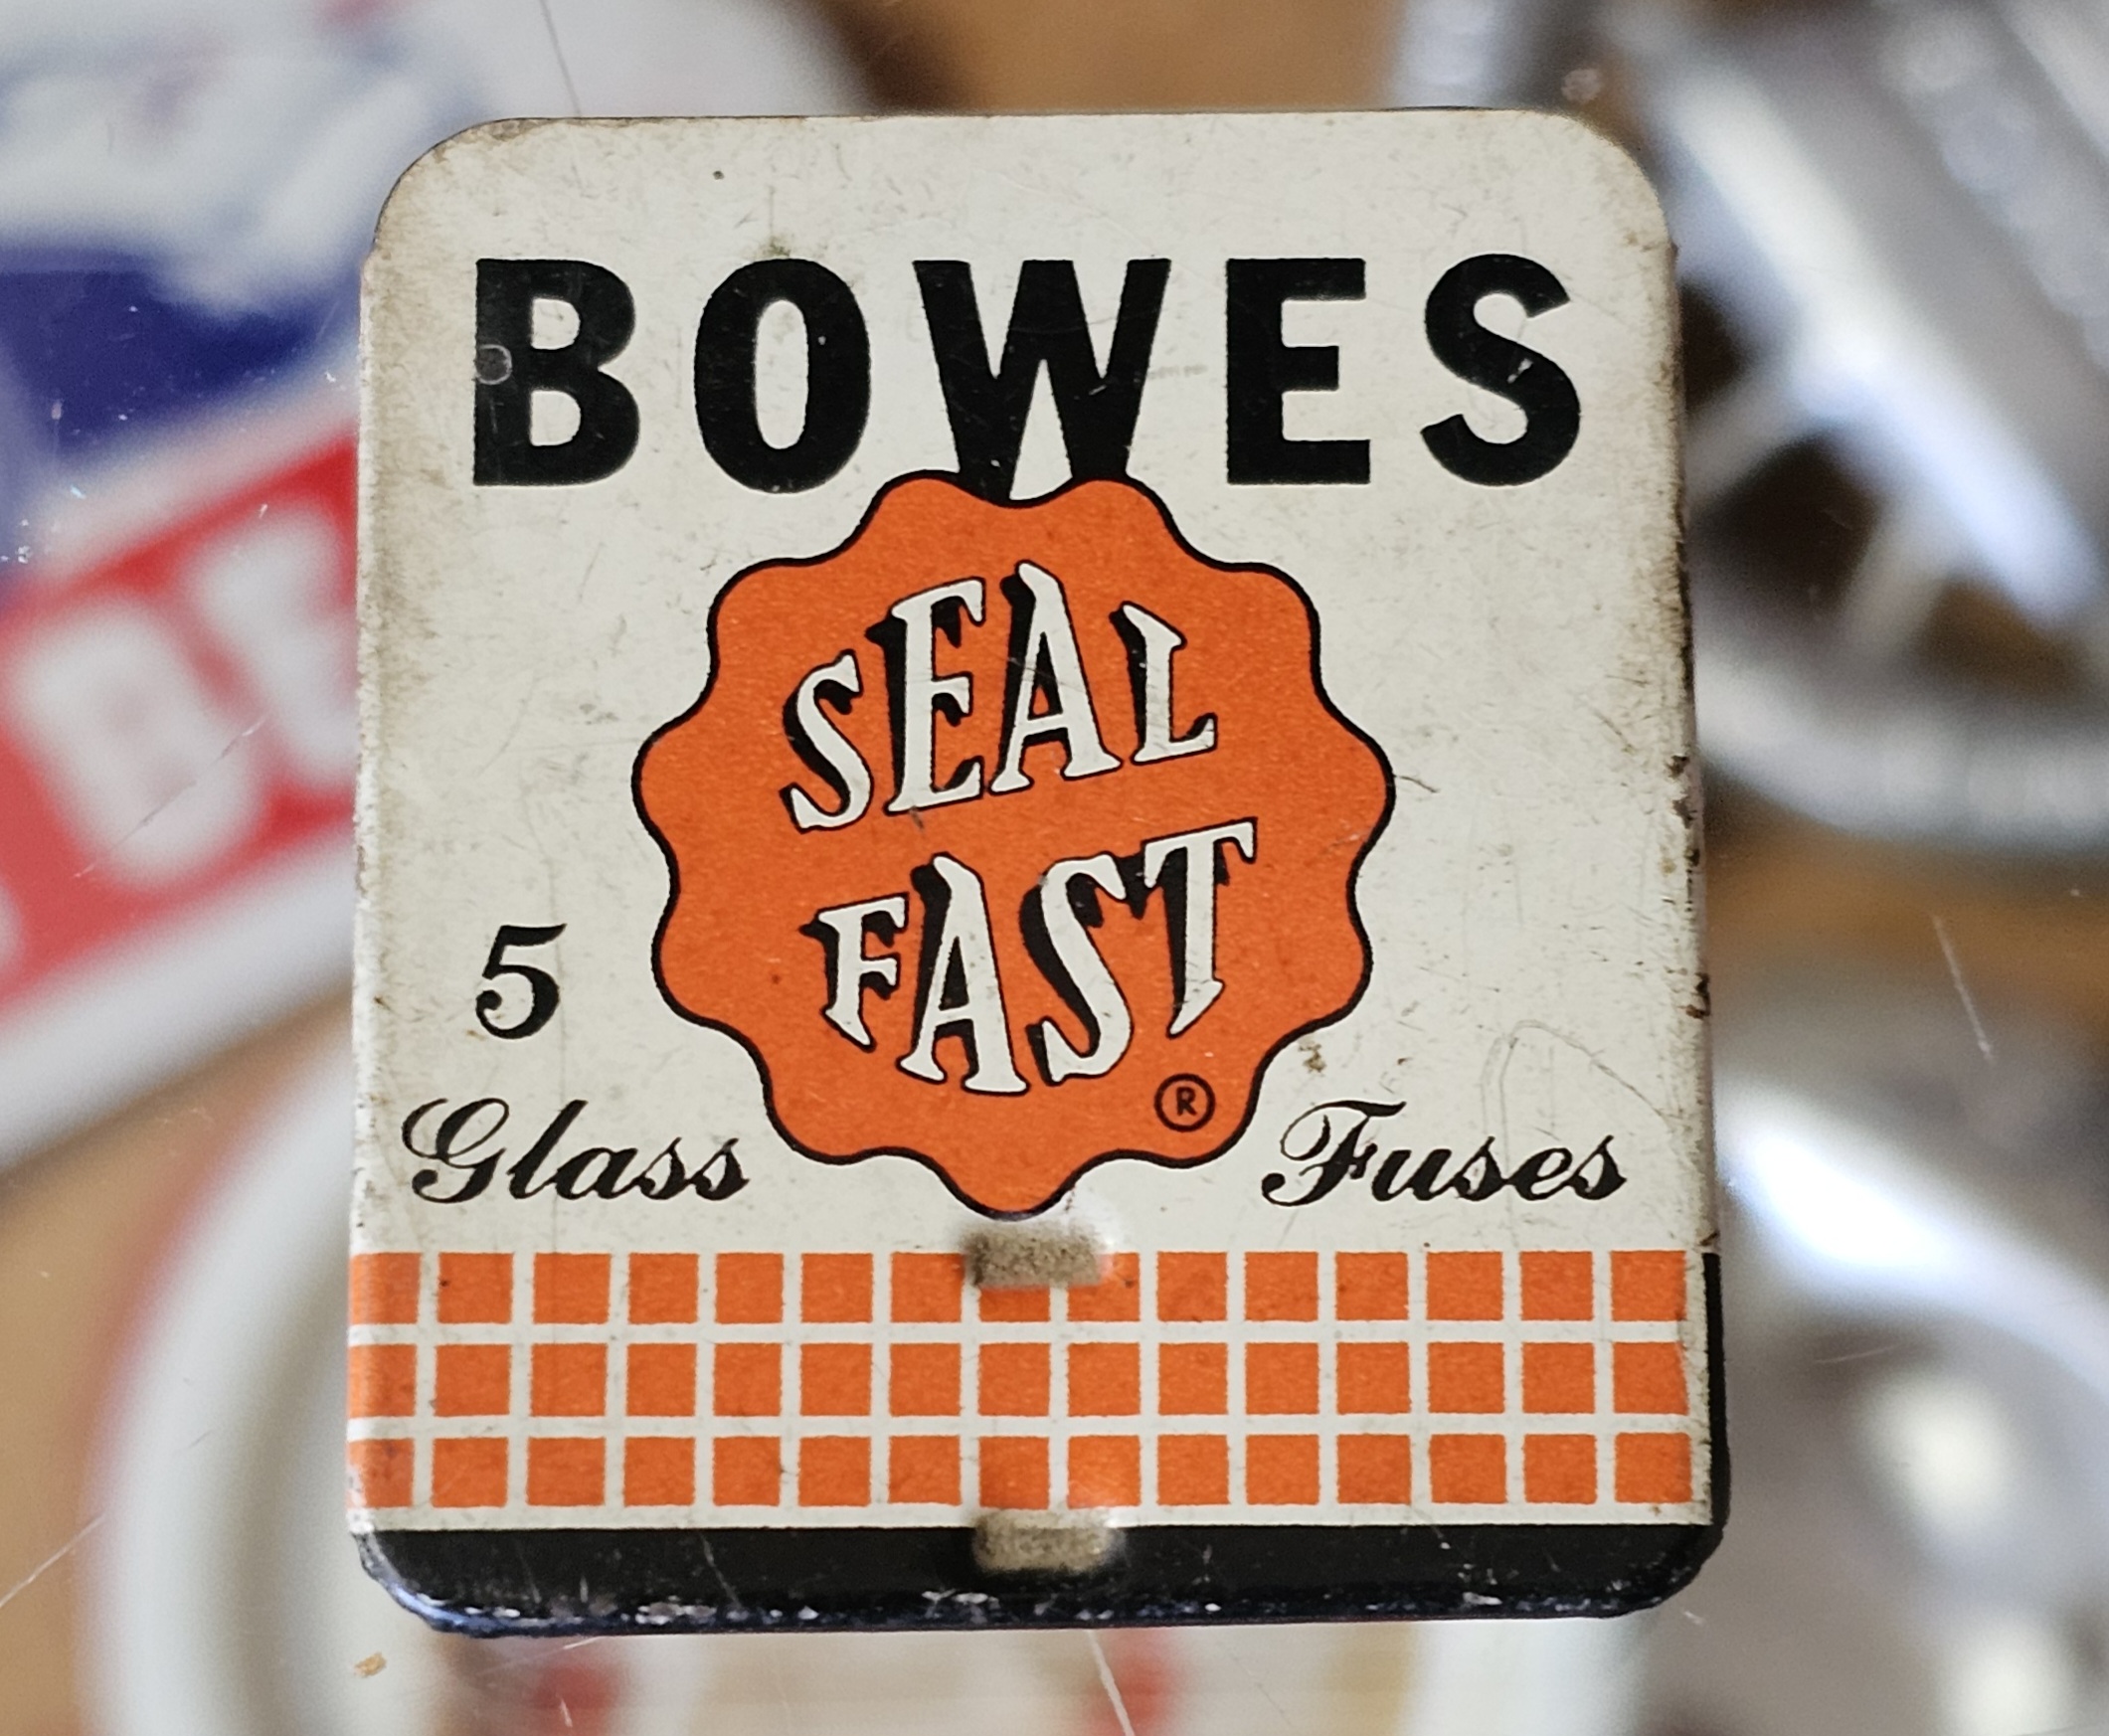 BOWES
SEAL
FAST
®
5
Glass Fuses